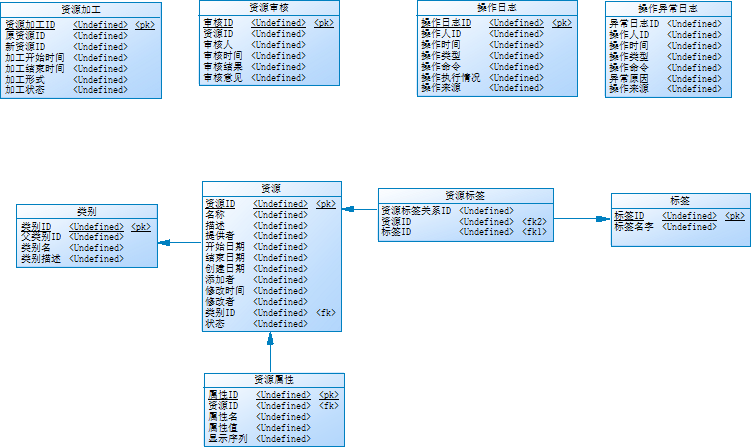 资源加工
资源加工ID <Undefined> <pk>
原资源ID <Undefined>
新资源ID <Undefined>
加工开始时间 <Undefined>
加工结束时间 <Undefined>
加工形式 <Undefined>
加工状态 <Undefined>
资源审核
审核ID <Undefined> <pk>
资源ID <Undefined>
审核人 <Undefined>
审核时间 <Undefined>
审核结果 <Undefined>
审核意见 <Undefined>
操作日志
操作日志ID <Undefined> <pk>
操作人ID <Undefined>
操作时间 <Undefined>
操作类型 <Undefined>
操作命令 <Undefined>
操作执行情况 <Undefined>
操作来源 <Undefined>
操作异常日志
异常日志ID <Undefined>
操作人ID <Undefined>
操作时间 <Undefined>
操作类型 <Undefined>
操作命令 <Undefined>
异常原因 <Undefined>
操作来源 <Undefined>
类别
类别ID <Undefined> <pk>
父类别ID <Undefined>
类别名 <Undefined>
类别描述 <Undefined>
资源
资源ID <Undefined> <pk>
名称 <Undefined>
描述 <Undefined>
提供者 <Undefined>
开始日期 <Undefined>
结束日期 <Undefined>
创建日期 <Undefined>
添加者 <Undefined>
修改时间 <Undefined>
修改者 <Undefined>
类别ID <Undefined> <fk>
状态 <Undefined>
资源标签
资源标签关系ID <Undefined>
资源ID <Undefined> <fk2>
标签ID <Undefined> <fk1>
标签
标签ID <Undefined> <pk>
标签名字 <Undefined>
资源属性
属性ID <Undefined> <pk>
资源ID <Undefined> <fk>
属性名 <Undefined>
属性值 <Undefined>
显示序列 <Undefined>